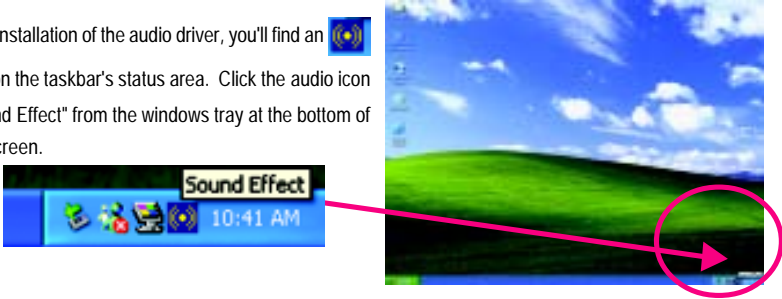 nstallation of the audio driver, you'll find an
n the taskbar's status area. Click the audio icon
nd Effect" from the windows tray at the bottom of
creen.
Sound Effect
10:41 AM